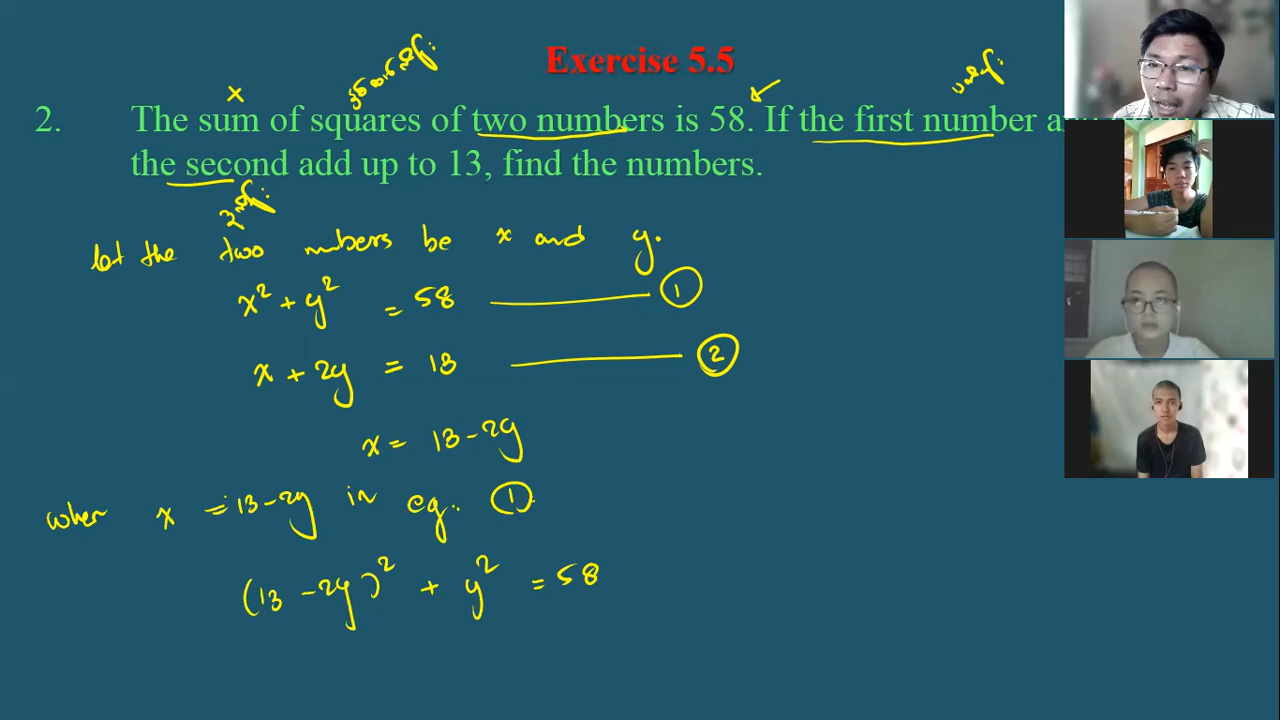 Exercise 5.5
2. The sum of squares of two numbers is 58. If the first number a
the second add up to 13, find the numbers.
let the two numbers be x and y.
x² + y² = 58 ① 
x + 2y = 13 ②
x = 13 - 2y
when x = 13 - 2y in eq: ①
(13 - 2y)² + y² = 58